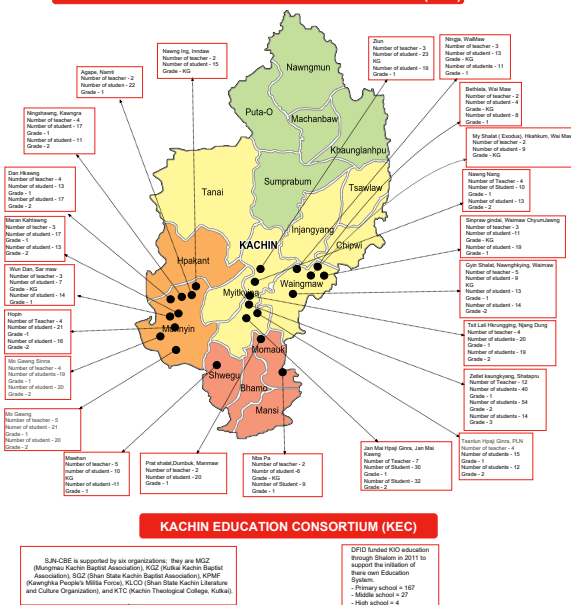 Nawng Ing, Inndaw
Number of teacher - 2
Number of student - 15
Grade - KG
Agape, Namti
Number of teacher - 2
Number of studen - 22
Grade - 1
Ningshawng, Kawngra
Number of teacher - 4
Number of student - 17
Grade - 1
Number of student - 11
Grade - 2
Dan Hkawng
Number of teacher - 4
Number of student - 13
Grade - 1
Number of student - 17
Grade - 2
Maran Kahtawng
Number of techer - 3
Number of student - 17
Grade - 1
Number of student - 13
Grade - 2
Wun Dan, Sar maw
Number of teacher - 3
Number of student - 7
Grade - KG
Number of student - 14
Grade - 1
Hopin
Number of Teacher - 4
Number of student - 21
Grade -1
Number of student - 16
Grade -2
Mo Gawng Sinna
Number of teacher - 4
Number of students -19
Grade - 1
Number of student - 20
Grade - 2
Mo Gawng
Number of teacher - 5
Numer of student - 21
Grade - 1
Number of student - 20
Grade - 2
Mawhan
Number of teacher - 5
number of student - 10
KG
Number of student -11
Grade - 1
Prat shalat,Dumbuk, Manmaw
Number of teacher - 2
Number of student - 20
Grade - 1
Nba Pa
Number of teacher - 2
Number of student -6
Grade - KG
Number of Student - 9
Grade - 1
Jan Mai Hpaji Ginra, Jan Mai
Kawng
Number of Teacher - 7
Number of Student - 30
Grade - 1
Number of Student - 32
Grade - 2
Ziun
Number of teacher - 3
Number of student - 23
KG
Number of student - 19
Grade - 1
Ningja, WaiMaw
Number of teacher - 3
Number of student - 13
Grade - KG
Number of students - 11
Grade - 1
Bethlela, Wai Maw
Number of teacher - 2
Number of student - 4
Grade - KG
Number of student - 8
Grade - 1
My Shalat ( Exodus), Hkahkum, Wai Maw
Number of teacher - 2
Number of student - 9
Grade - KG
Nawng Nang
Number of Teacher - 4
Number of Student - 10
Grade - 1
Number of student - 13
Grade - 2
Sinpraw gindai, Waimaw ChyumJaweng
Number of teacher - 3
Number of student -11
Grade - KG
Number of student - 19
Grade - 1
Gyin Shalat, Nawnghkying, Waimaw
Number of teacher - 5
Number of student - 9
KG
Number of student - 13
Grade - 1
Number of student - 14
Grade -2
Tsit Lali Hkrungging, Njang Dung
Number of teacher - 4
Number of students - 20
Grade - 1
Number of students - 19
Grade - 2
Zetlet kaungkyang, Shatapru
Number of Teacher - 12
Number of students - 40
Grade - 1
Number of students - 54
Grade - 2
Number of students - 14
Grade - 3
Tsanlun Hpaji Ginra, PLN
Number of teacher - 4
Number of students - 15
Grade - 1
Number of students - 12
Grade - 2
Nawngmun
Puta-O
Machanbaw
Khaunglanhpu
Sumprabum
Tanai
Tsawlaw
Injangyang
KACHIN
Chipwi
Hpakant
Myitkyina
Waingmaw
Momauk
Shwegu
Bhamo
Mansi
KACHIN EDUCATION CONSORTIUM (KEC)
SJN-CBE is supported by six organizations; they are MGZ
(Mungmau Kachin Baptist Association), KGZ (Kutkai Kachin Baptist
Association), SGZ (Shan State Kachin Baptist Association), KPMF
(Kawnghka People's Militia Force), KLCO (Shan State Kachin Literature
and Culture Organization), and KTC (Kachin Theological College, Kutkai).
DFID funded KIO education
through Shalom in 2011 to
support the initiation of
there own Education
System.
- Primary school = 167
- Middle school = 27
- High school = 4